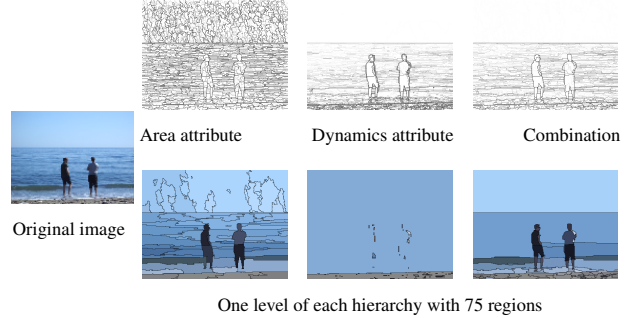 Area attribute
Dynamics attribute
Combination
Original image
One level of each hierarchy with 75 regions